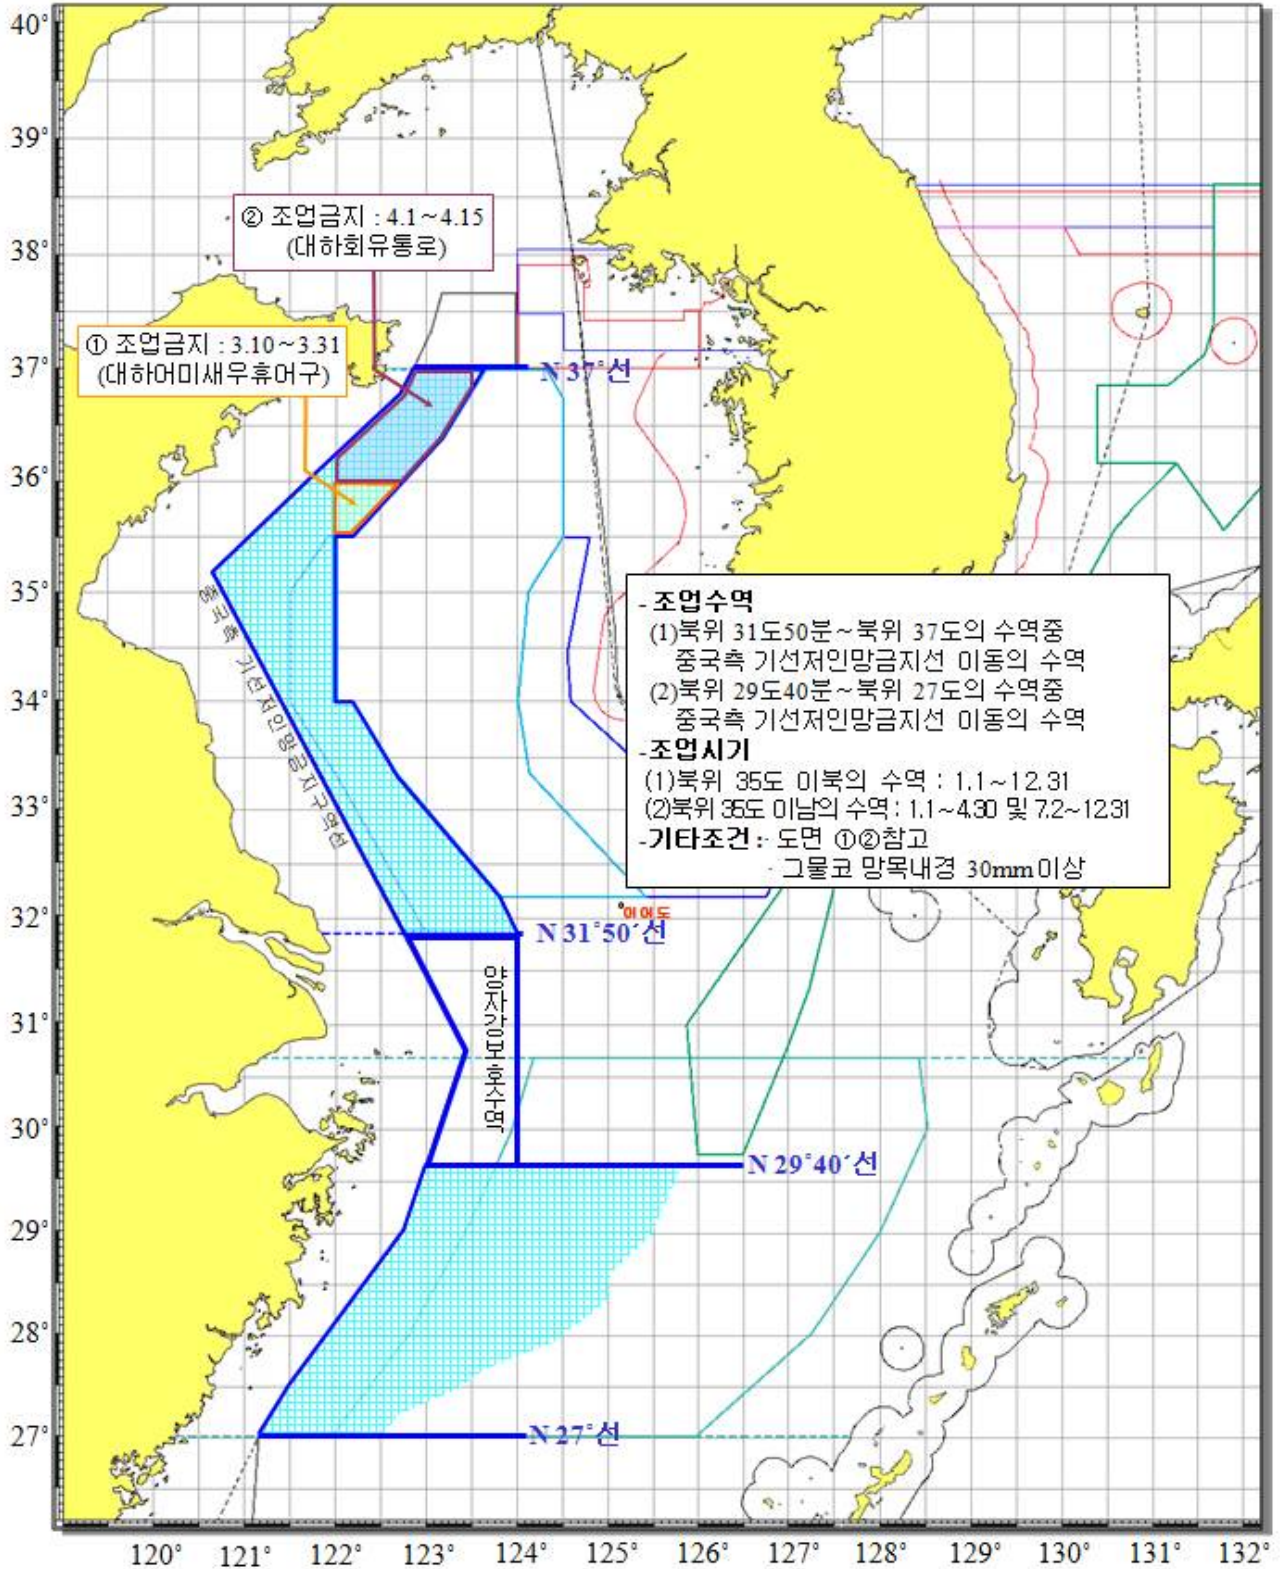 40°
39°
② 조업금지 : 4.1~4.15
(대하회유통로)
38°
① 조업금지 : 3.10~3.31
(대하어미새우휴어구)
37°
N 37°선
36°
35°
- 조업수역
(1)북위 31도50분~북위 37도의 수역중
중국측 기선저인망금지선 이동의 수역
(2)북위 29도40분~북위 27도의 수역중
중국측 기선저인망금지선 이동의 수역
-조업시기
(1)북위 35도 이북의 수역 : 1.1~12.31
(2)북위 35도 이남의 수역 : 1.1~4.30 및 7.2~12.31
-기타조건 :· 도면 ①②참고
· 그물코 망목내경 30mm이상
중국측 기선저인망금지구역선
34°
33°
32°
이어도
N 31°50′선
양자강보호수역
31°
30°
N 29°40′선
29°
28°
27°
N 27°선
120° 121° 122° 123° 124° 125° 126° 127° 128° 129° 130° 131° 132°